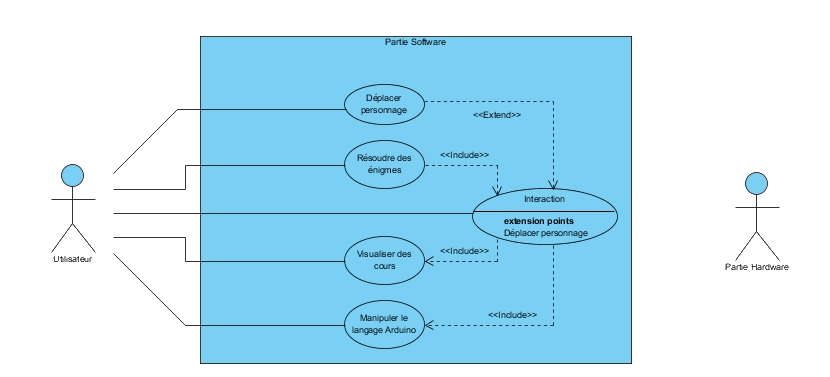 Partie Software
Déplacer
personnage
<<Extend>>
Résoudre des
énigmes
<<Include>>
Interaction
extension points
Déplacer personnage
Visualiser des
cours
<<Include>>
Utilisateur
Partie Hardware
Manipuler le
langage Arduino
<<Include>>